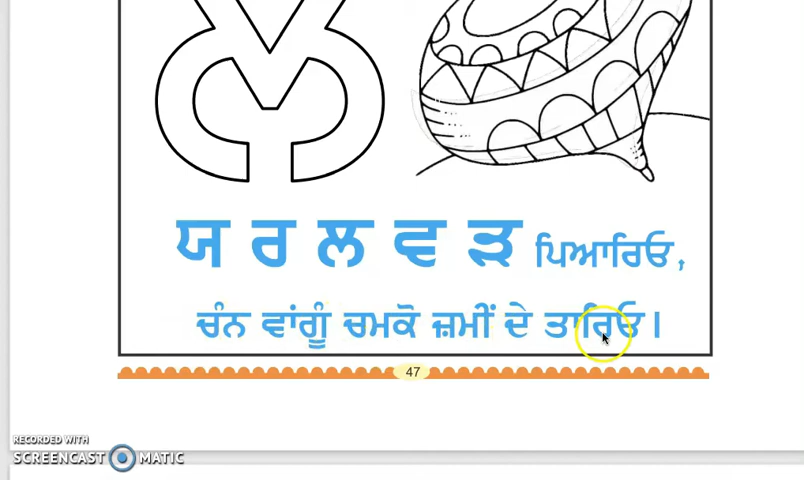 ਯ ਰ ਲ ਵ ੜ ਪਿਆਰਿਓ,
ਚੰਨ ਵਾਂਗੂੰ ਚਮਕੋ ਜ਼ਮੀਂ ਦੇ ਤਾਰਿਓ।
47
RECORDED WITH
SCREENCAST MATIC